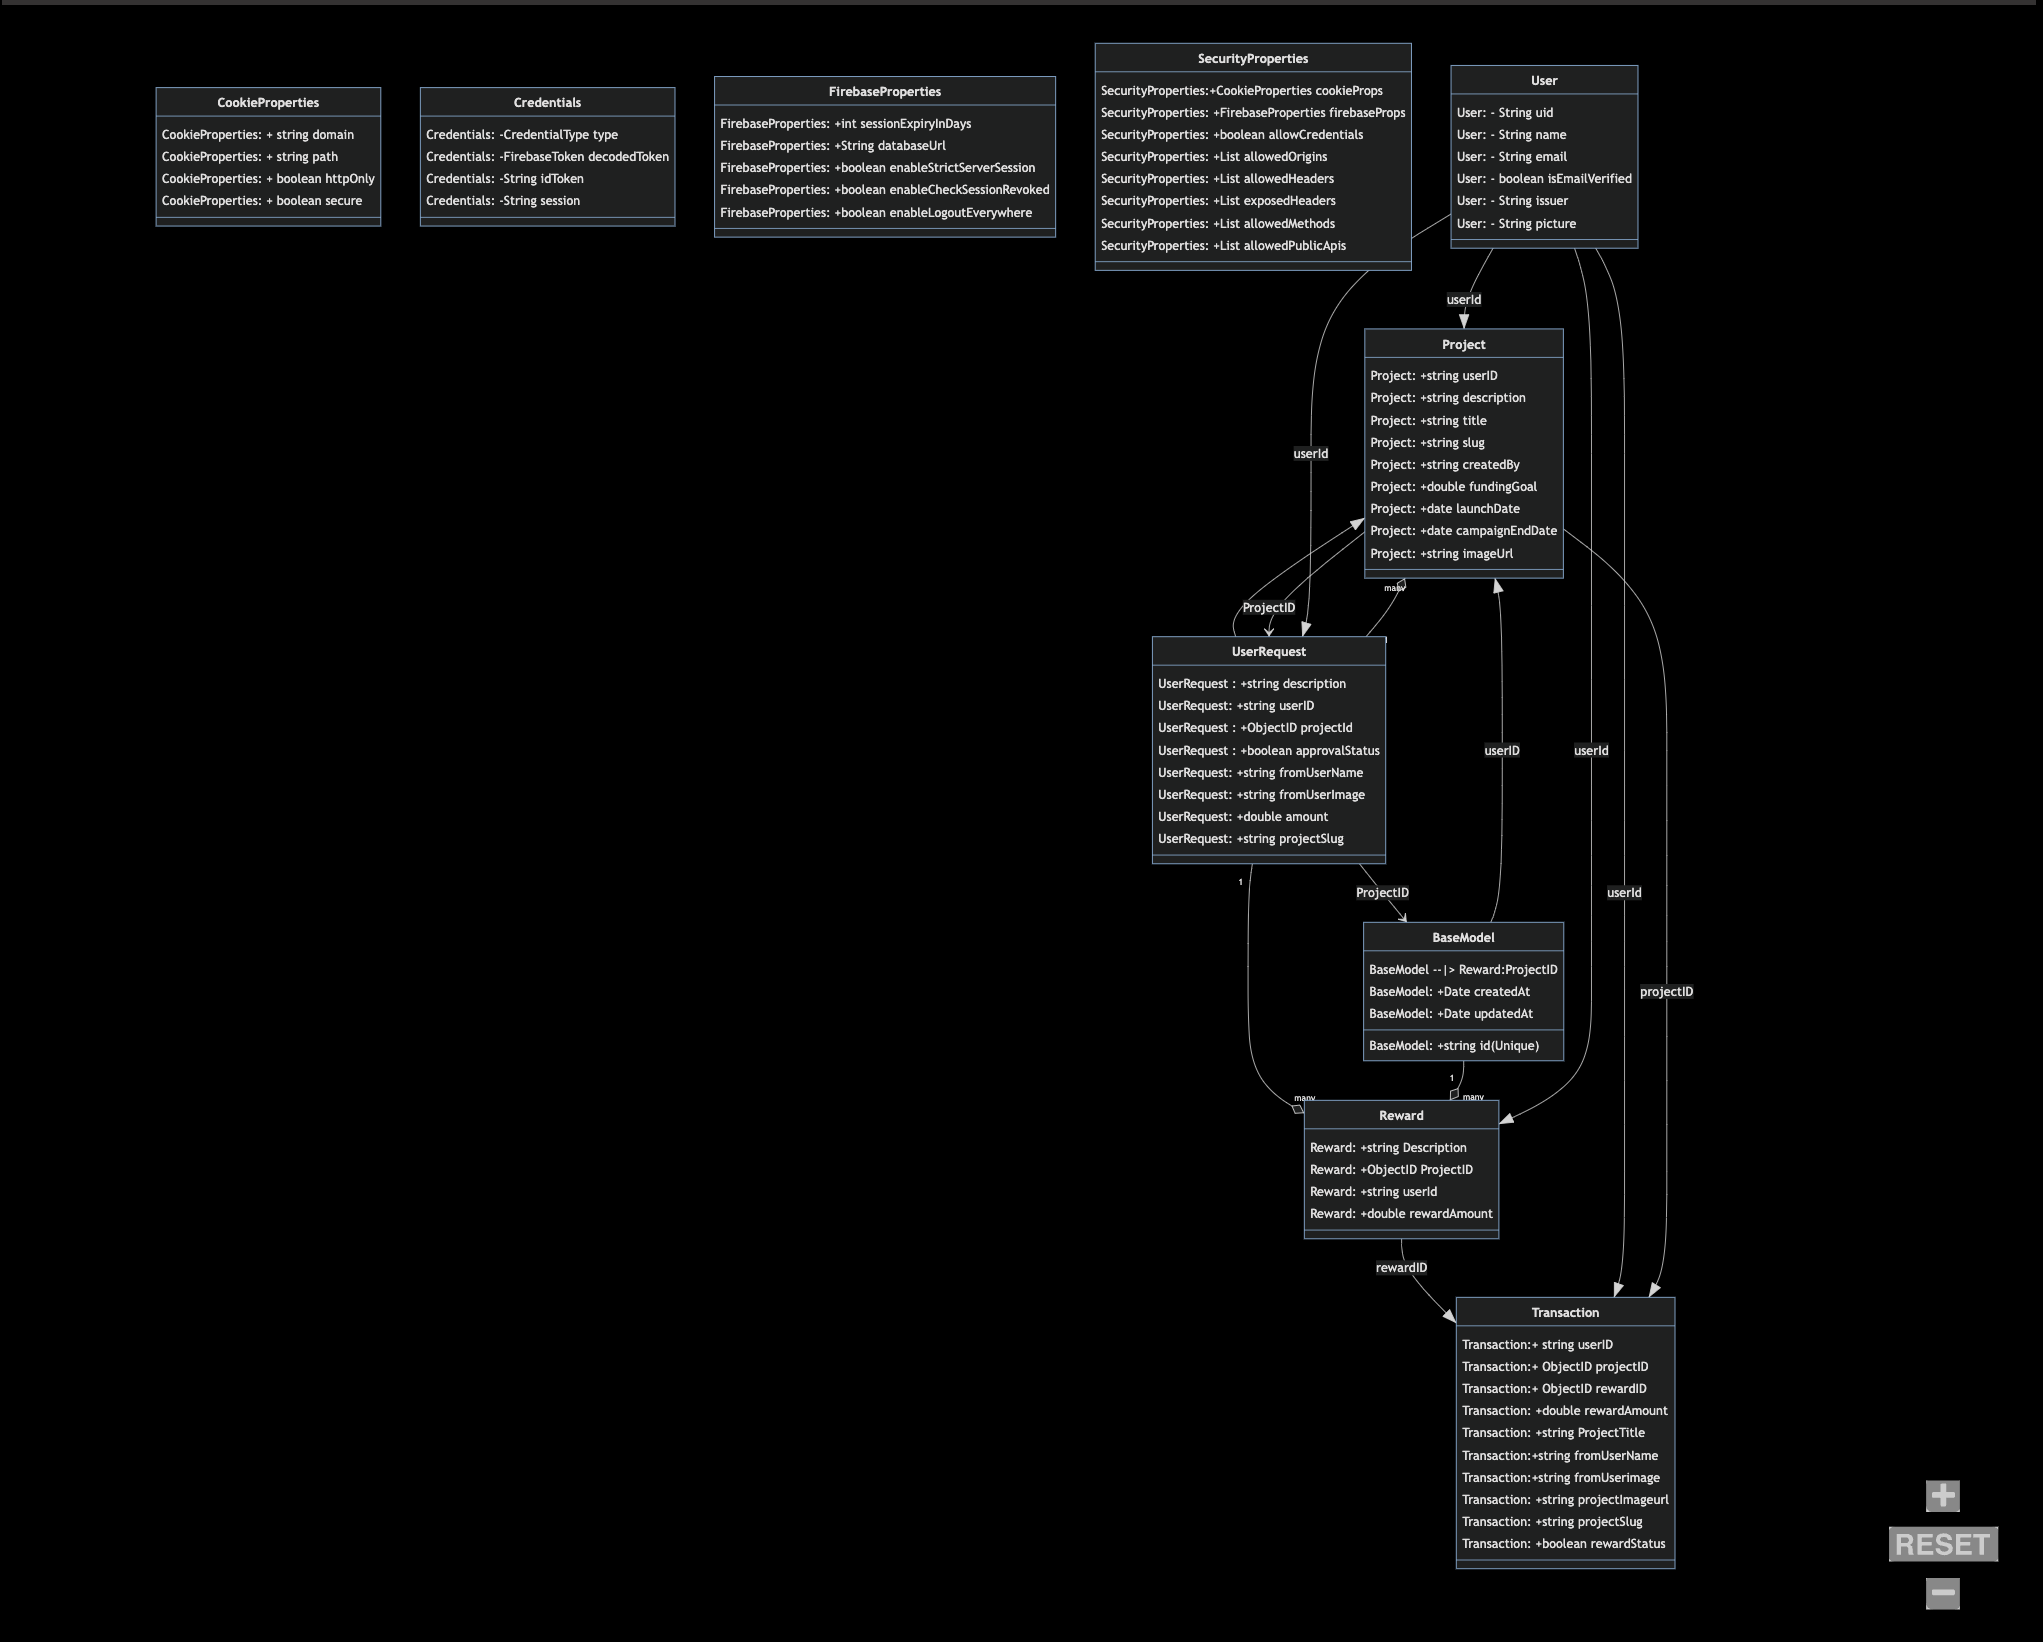 CookieProperties
CookieProperties: + string domain
CookieProperties: + string path
CookieProperties: + boolean httpOnly
CookieProperties: + boolean secure
Credentials
Credentials: -CredentialType type
Credentials: -FirebaseToken decodedToken
Credentials: -String idToken
Credentials: -String session
FirebaseProperties
FirebaseProperties: +int sessionExpiryInDays
FirebaseProperties: +String databaseUrl
FirebaseProperties: +boolean enableStrictServerSession
FirebaseProperties: +boolean enableCheckSessionRevoked
FirebaseProperties: +boolean enableLogoutEverywhere
SecurityProperties
SecurityProperties:+CookieProperties cookieProps
SecurityProperties: +FirebaseProperties firebaseProps
SecurityProperties: +boolean allowCredentials
SecurityProperties: +List allowedOrigins
SecurityProperties: +List allowedHeaders
SecurityProperties: +List exposedHeaders
SecurityProperties: +List allowedMethods
SecurityProperties: +List allowedPublicApis
User
User: - String uid
User: - String name
User: - String email
User: - boolean isEmailVerified
User: - String issuer
User: - String picture
userId
Project
Project: +string userID
Project: +string description
Project: +string title
Project: +string slug
Project: +string createdBy
Project: +double fundingGoal
Project: +date launchDate
Project: +date campaignEndDate
Project: +string imageUrl
userId
many
ProjectID
UserRequest
UserRequest : +string description
UserRequest: +string userID
UserRequest : +ObjectID projectId
UserRequest : +boolean approvalStatus
UserRequest: +string fromUserName
UserRequest: +string fromUserImage
UserRequest: +double amount
UserRequest: +string projectSlug
userID
userId
1
ProjectID
userId
BaseModel
BaseModel --|> Reward:ProjectID
BaseModel: +Date createdAt
BaseModel: +Date updatedAt
BaseModel: +string id(Unique)
projectID
1
many
many
Reward
Reward: +string Description
Reward: +ObjectID ProjectID
Reward: +string userId
Reward: +double rewardAmount
rewardID
Transaction
Transaction:+ string userID
Transaction:+ ObjectID projectID
Transaction:+ ObjectID rewardID
Transaction: +double rewardAmount
Transaction: +string ProjectTitle
Transaction:+string fromUserName
Transaction:+string fromUserimage
Transaction: +string projectImageurl
Transaction: +string projectSlug
Transaction: +boolean rewardStatus
+
RESET
−